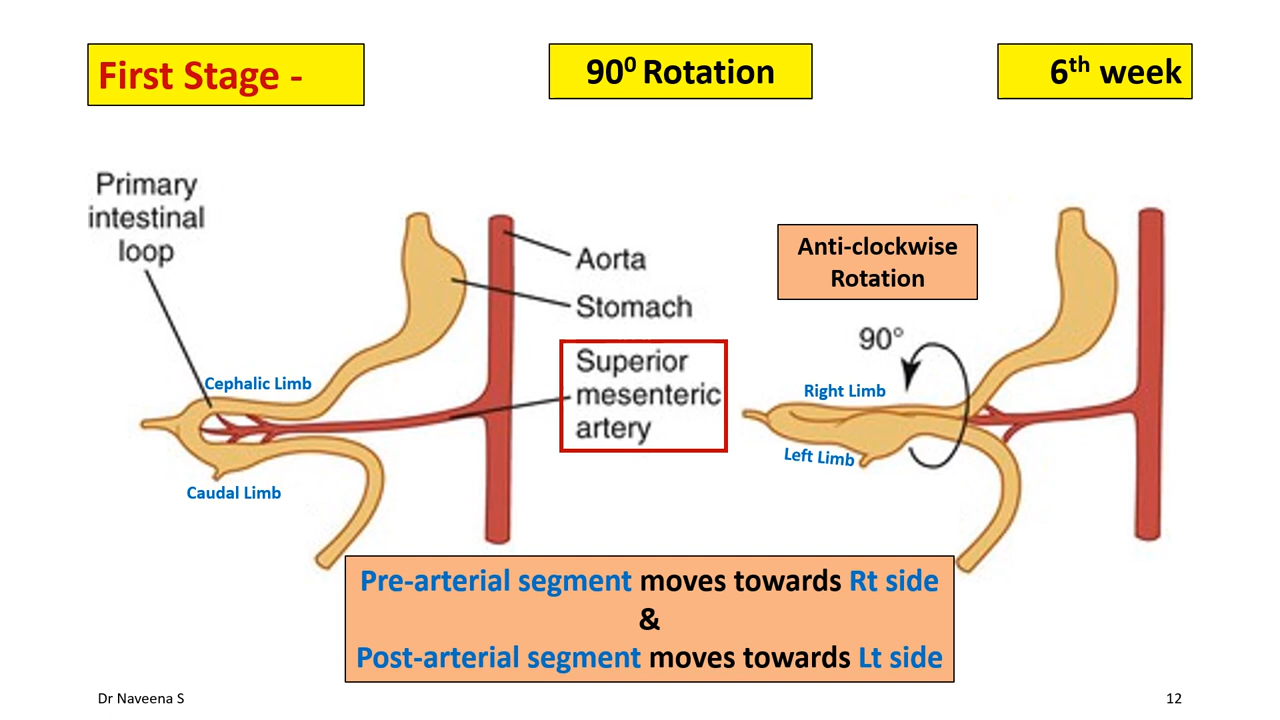 First Stage -
90⁰ Rotation
6th week
Primary
intestinal
loop
Aorta
Stomach
Superior
mesenteric
artery
Cephalic Limb
Caudal Limb
Anti-clockwise
Rotation
90°
Right Limb
Left Limb
Pre-arterial segment moves towards Rt side
&
Post-arterial segment moves towards Lt side
Dr Naveena S
12